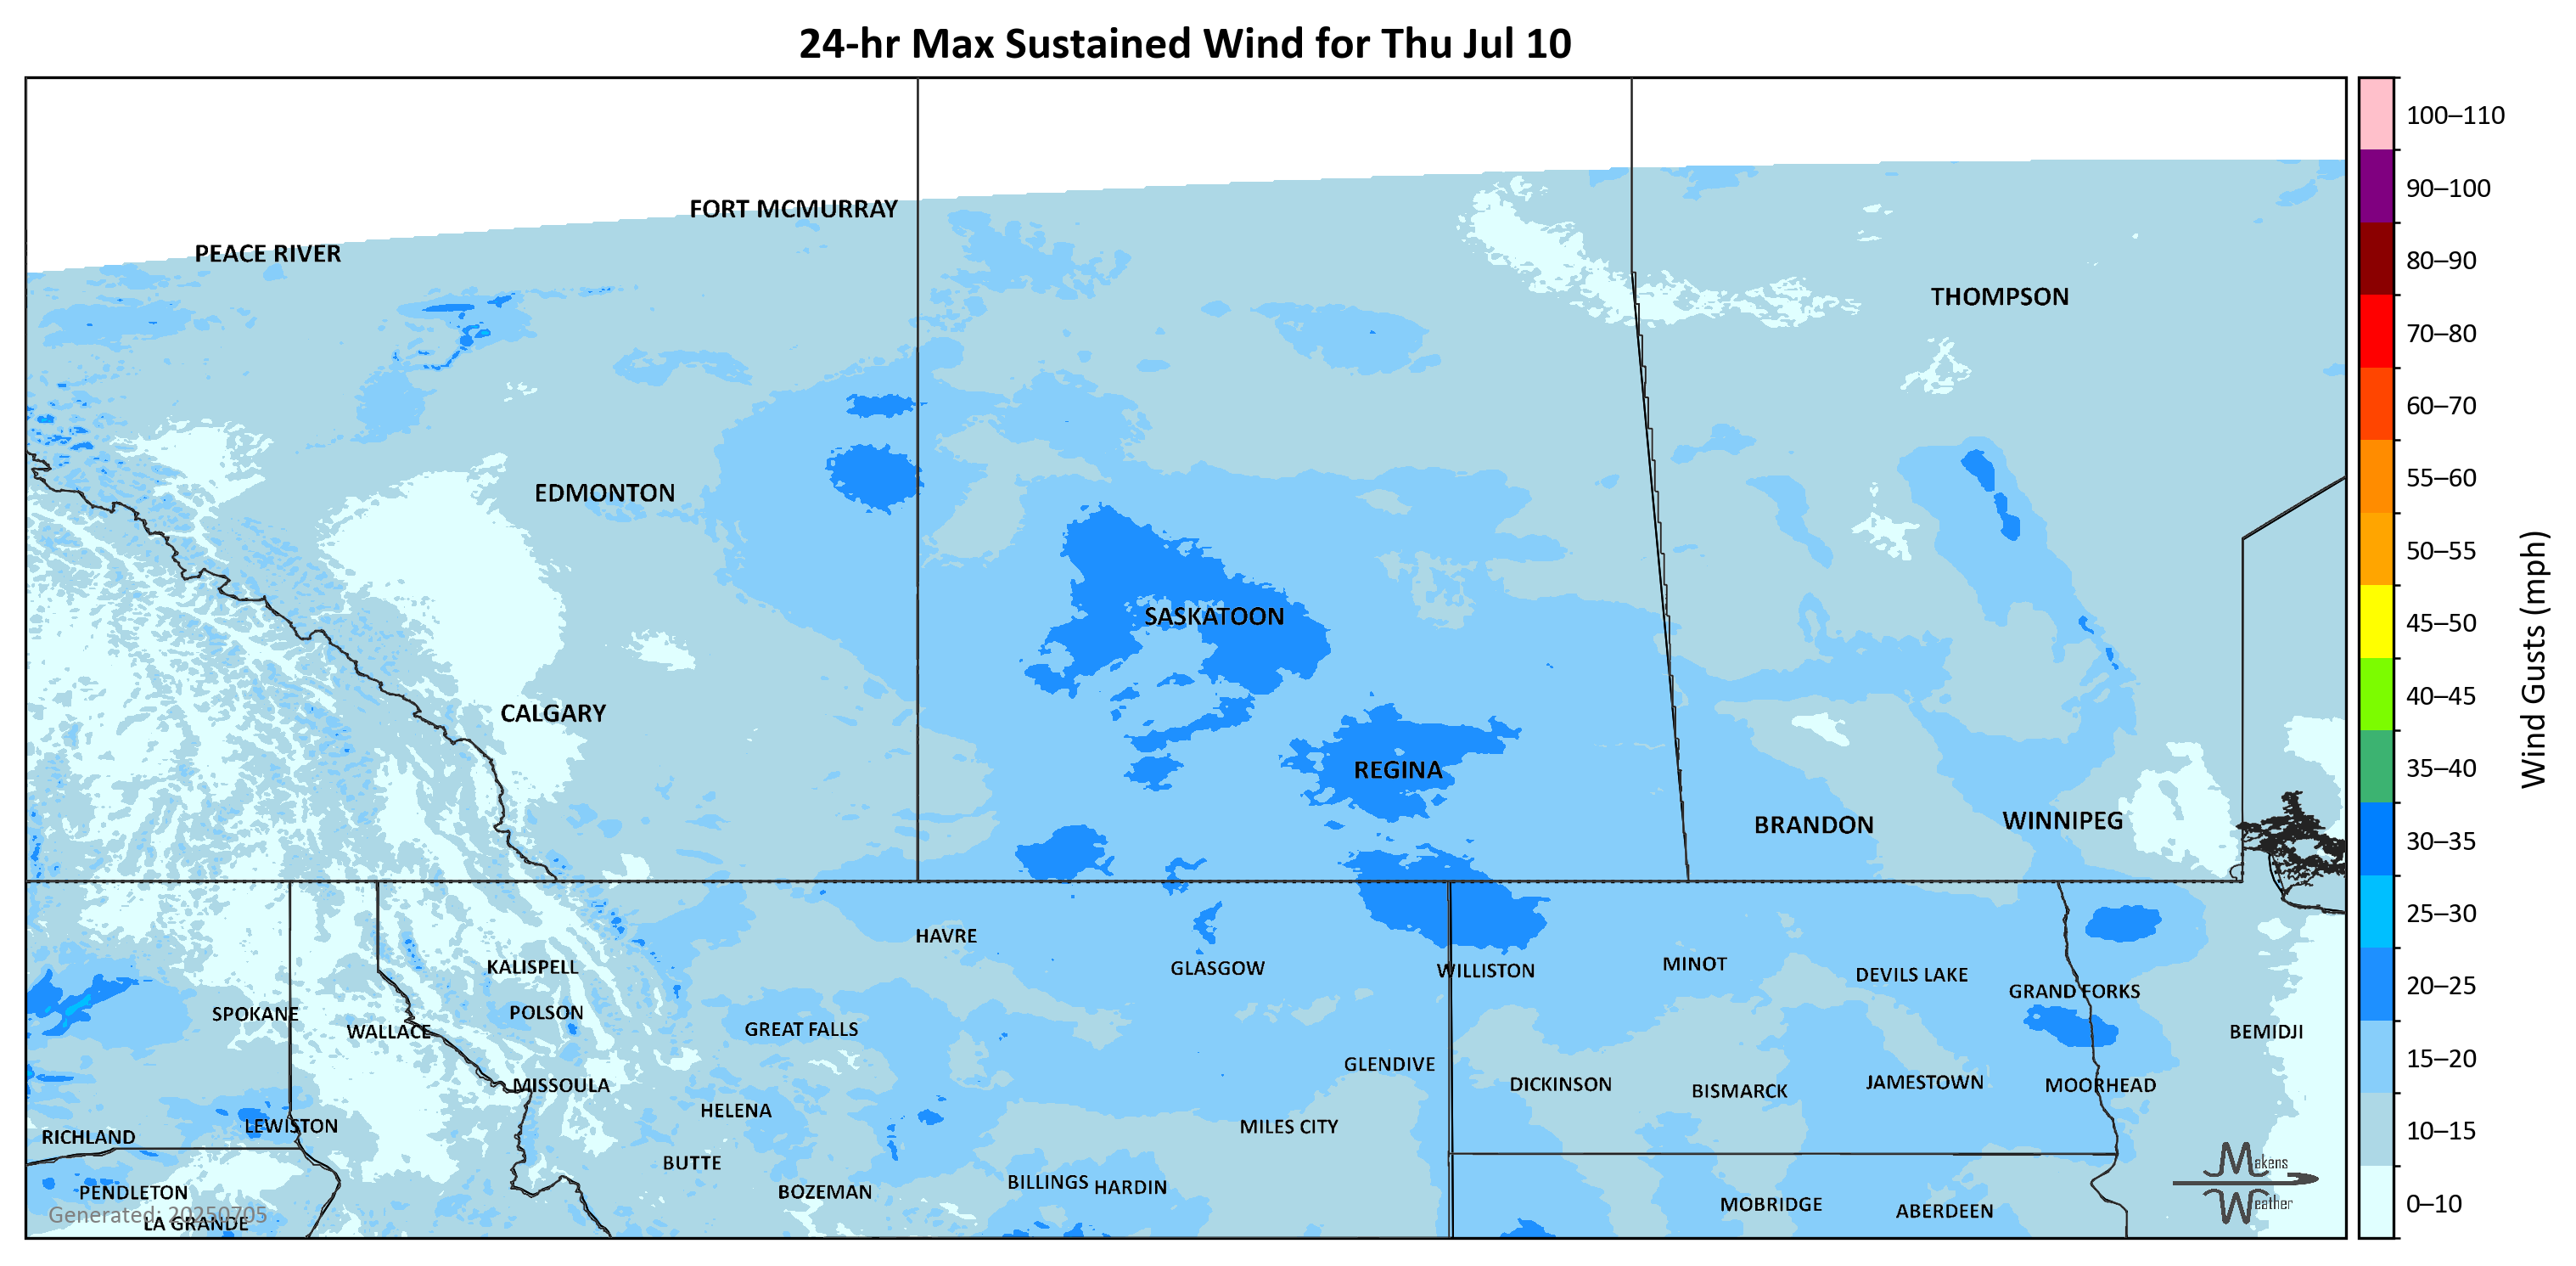 24-hr Max Sustained Wind for Thu Jul 10
FORT MCMURRAY
PEACE RIVER
THOMPSON
EDMONTON
SASKATOON
CALGARY
REGINA
WINNIPEG
BRANDON
HAVRE
KALISPELL
GLASGOW
WILLISTON
MINOT
DEVILS LAKE
GRAND FORKS
SPOKANE
POLSON
WALLACE
GREAT FALLS
BEMIDJI
GLENDIVE
MISSOULA
DICKINSON
BISMARCK
JAMESTOWN
MOORHEAD
HELENA
LEWISTON
MILES CITY
RICHLAND
BUTTE
PENDLETON
BOZEMAN
BILLINGS
HARDIN
MOBRIDGE
ABERDEEN
Generated: 20250705
LA GRANDE
Makens
Weather
100–110
90–100
80–90
70–80
60–70
55–60
50–55
45–50
40–45
35–40
30–35
25–30
20–25
15–20
10–15
0–10
Wind Gusts (mph)